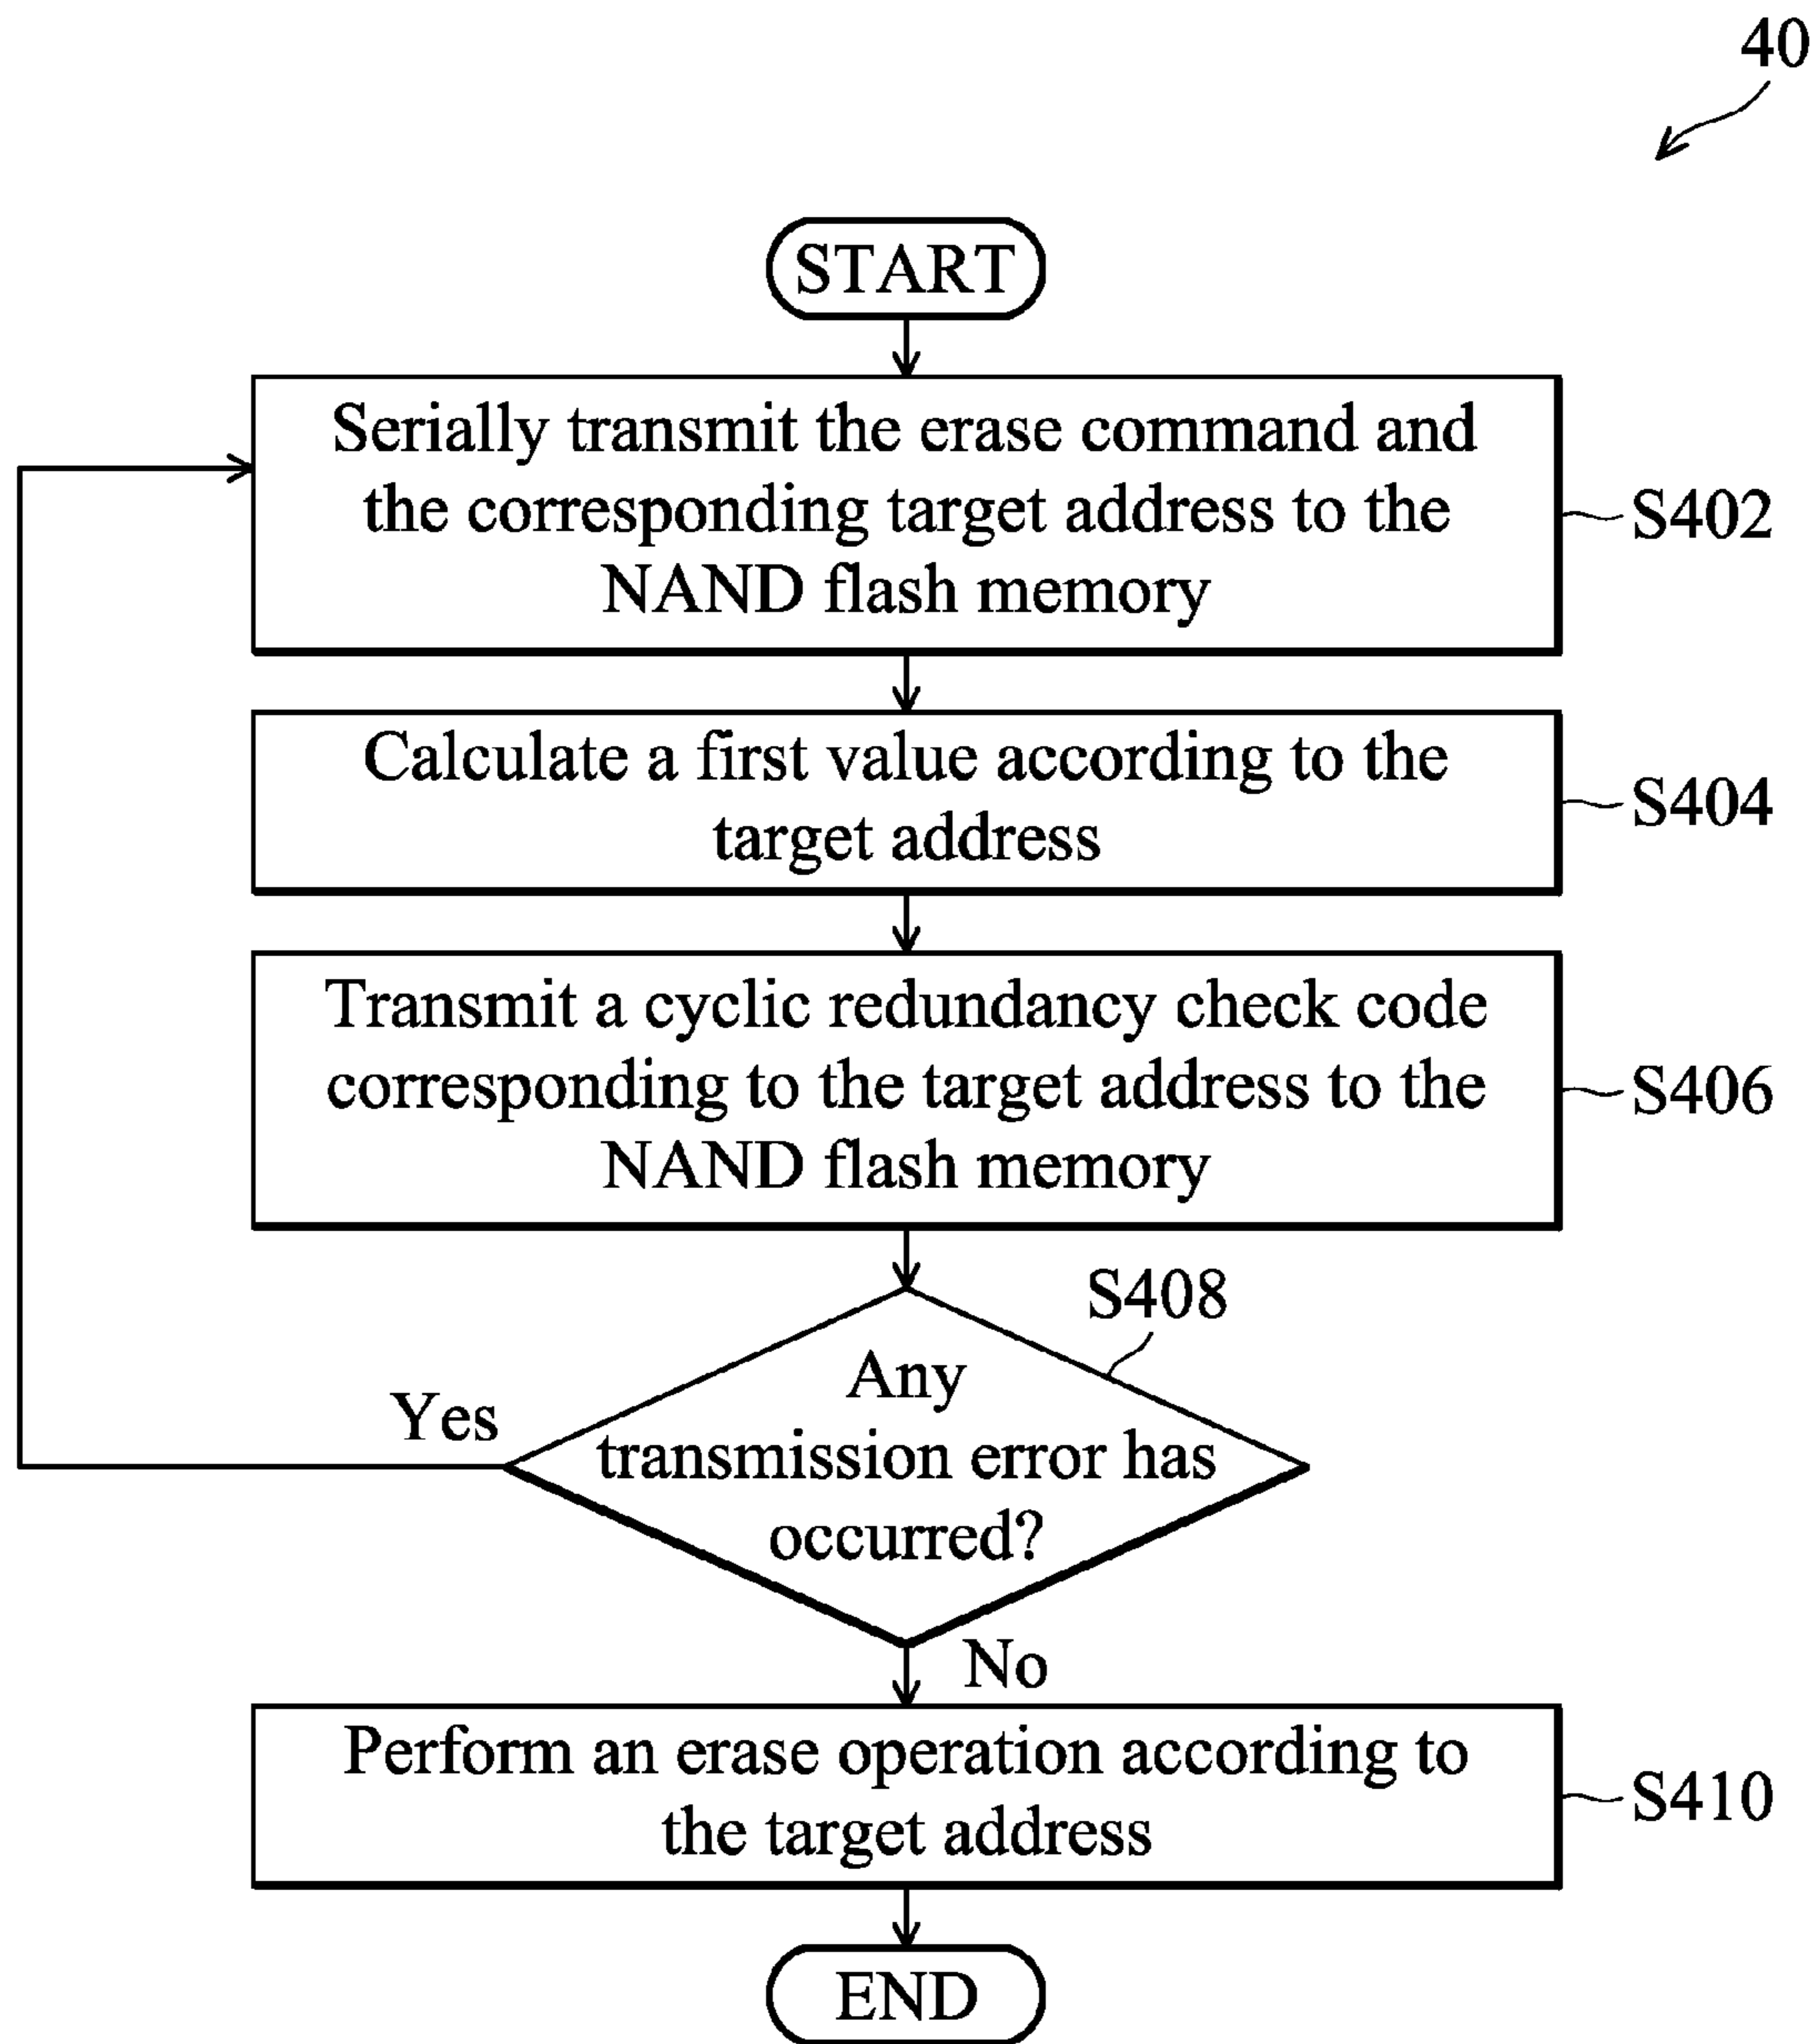 40
START
Serially transmit the erase command and
the corresponding target address to the
NAND flash memory
S402
Calculate a first value according to the
target address
S404
Transmit a cyclic redundancy check code
corresponding to the target address to the
NAND flash memory
S406
S408
Any
transmission error has
occurred?
Yes
No
Perform an erase operation according to
the target address
S410
END